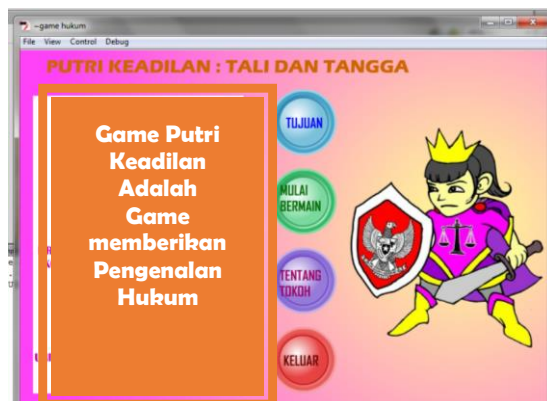 ~game hukum
File View Control Debug
PUTRI KEADILAN : TALI DAN TANGGA
Game Putri
Keadilan
Adalah
Game
memberikan
Pengenalan
Hukum
TUJUAN
MULAI
BERMAIN
TENTANG
TOKOH
KELUAR